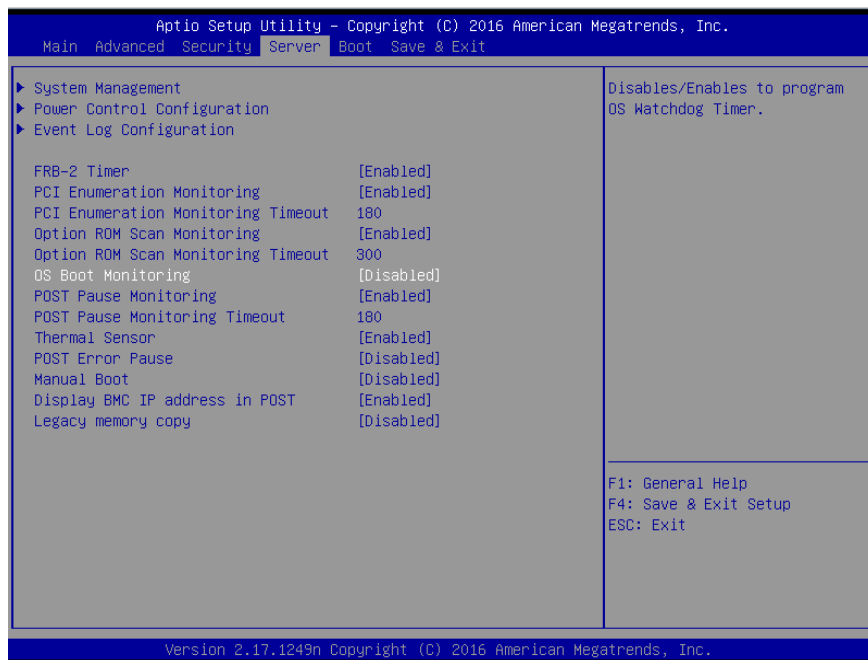 Aptio Setup Utility – Copyright (C) 2016 American Megatrends, Inc.
Main Advanced Security Server Boot Save & Exit
System Management
Power Control Configuration
Event Log Configuration
FRB-2 Timer [Enabled]
PCI Enumeration Monitoring [Enabled]
PCI Enumeration Monitoring Timeout 180
Option ROM Scan Monitoring [Enabled]
Option ROM Scan Monitoring Timeout 300
OS Boot Monitoring [Disabled]
POST Pause Monitoring [Enabled]
POST Pause Monitoring Timeout 180
Thermal Sensor [Enabled]
POST Error Pause [Disabled]
Manual Boot [Disabled]
Display BMC IP address in POST [Enabled]
Legacy memory copy [Disabled]
Disables/Enables to program
OS Watchdog Timer.
F1: General Help
F4: Save & Exit Setup
ESC: Exit
Version 2.17.1249n Copyright (C) 2016 American Megatrends, Inc.